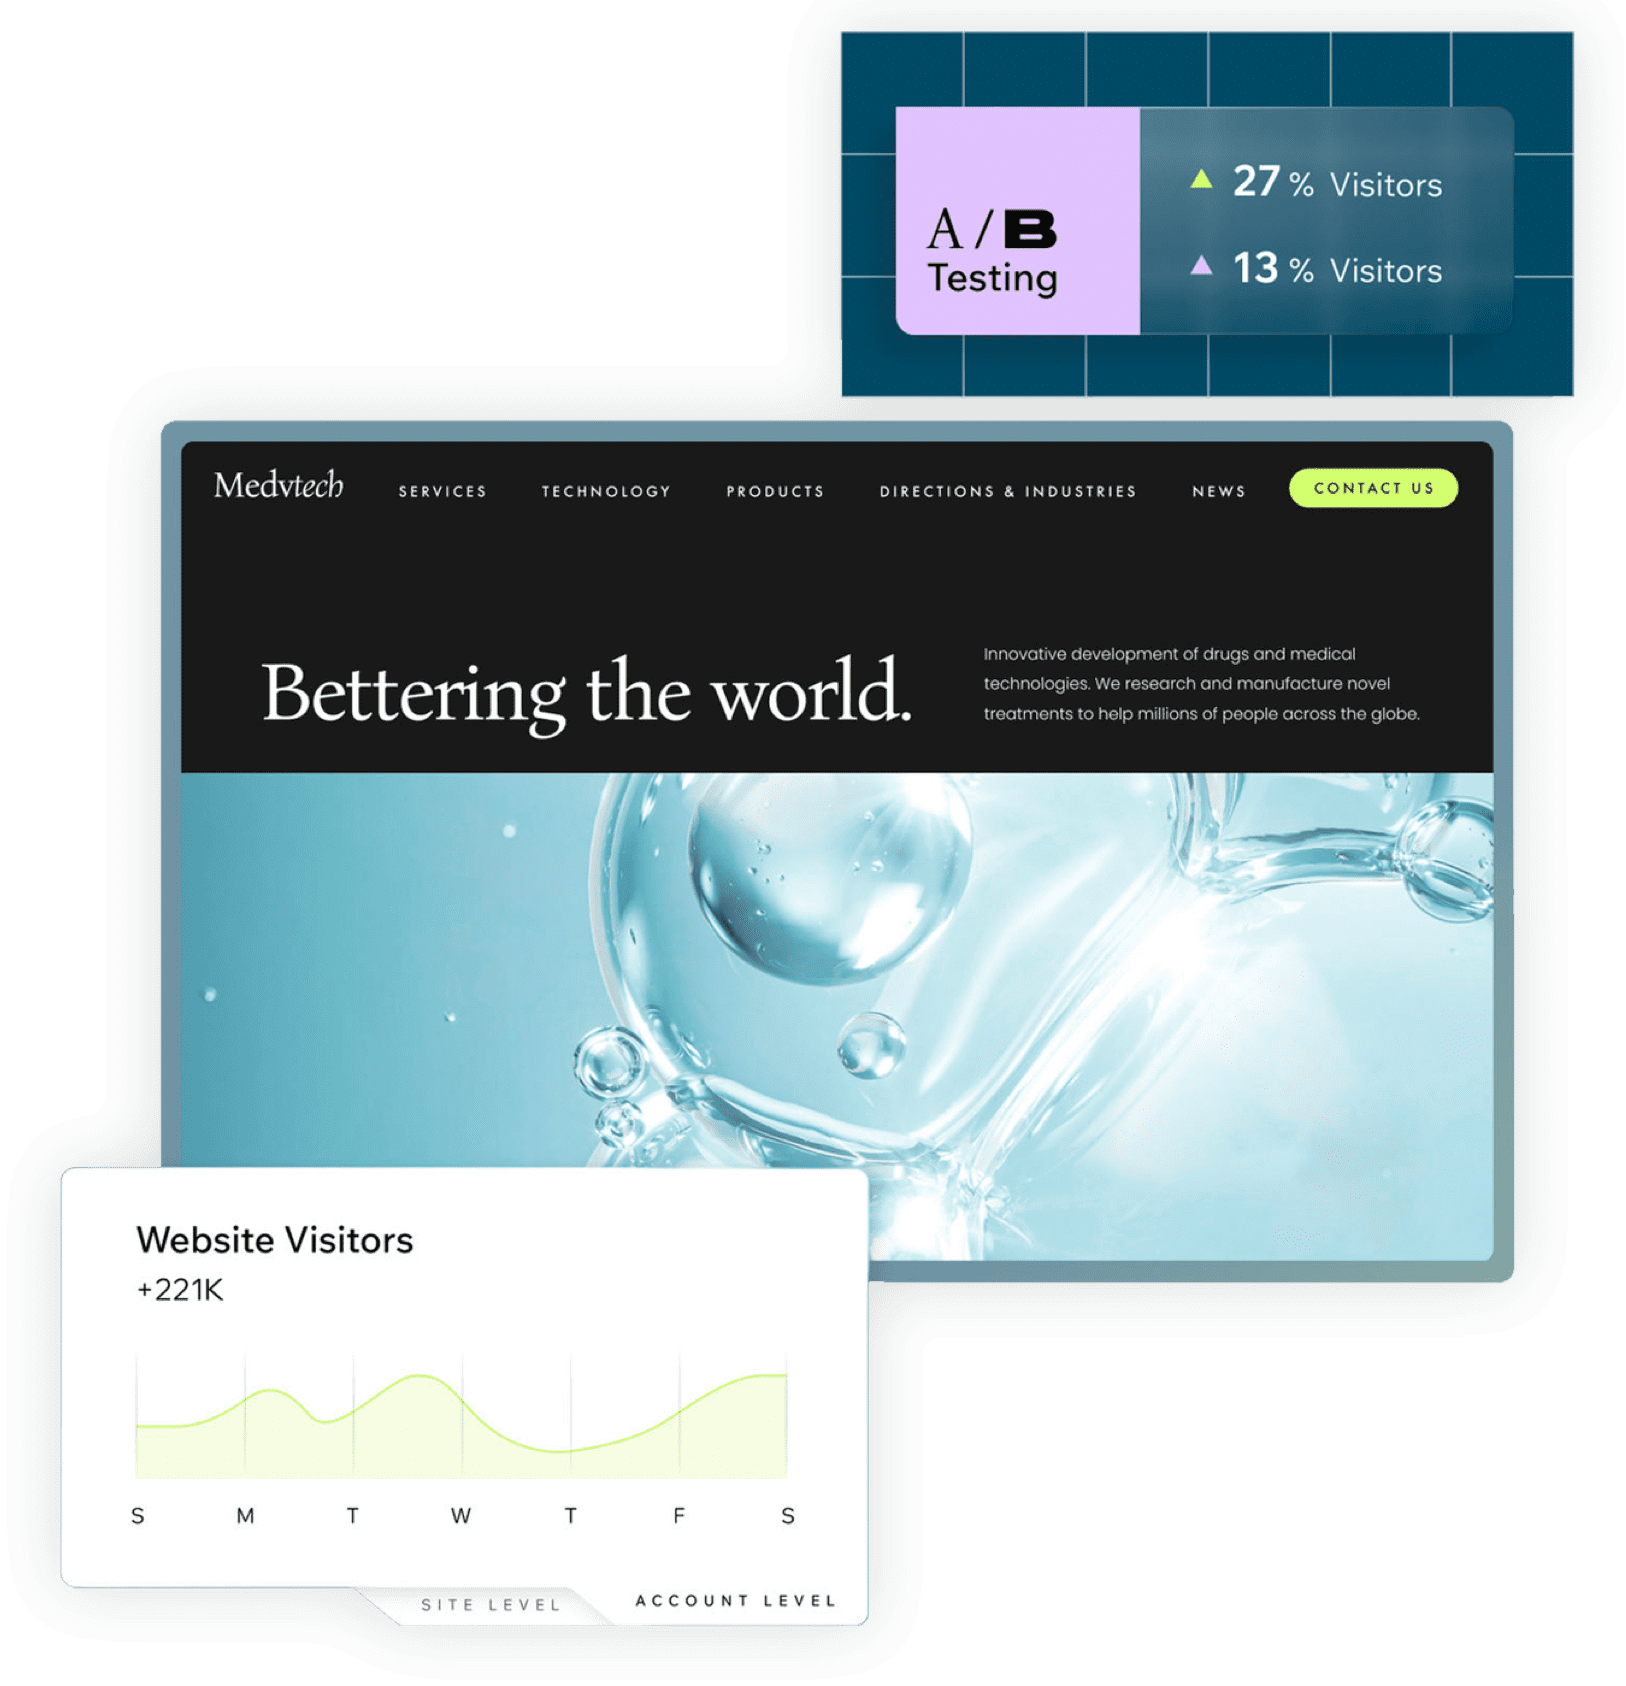 A / B
Testing
27 % Visitors
13 % Visitors
Medvtech
SERVICES
TECHNOLOGY
PRODUCTS
DIRECTIONS & INDUSTRIES
NEWS
CONTACT US
Bettering the world.
Innovative development of drugs and medical
technologies. We research and manufacture novel
treatments to help millions of people across the globe.
Website Visitors
+221K
S M T W T F S
SITE LEVEL
ACCOUNT LEVEL